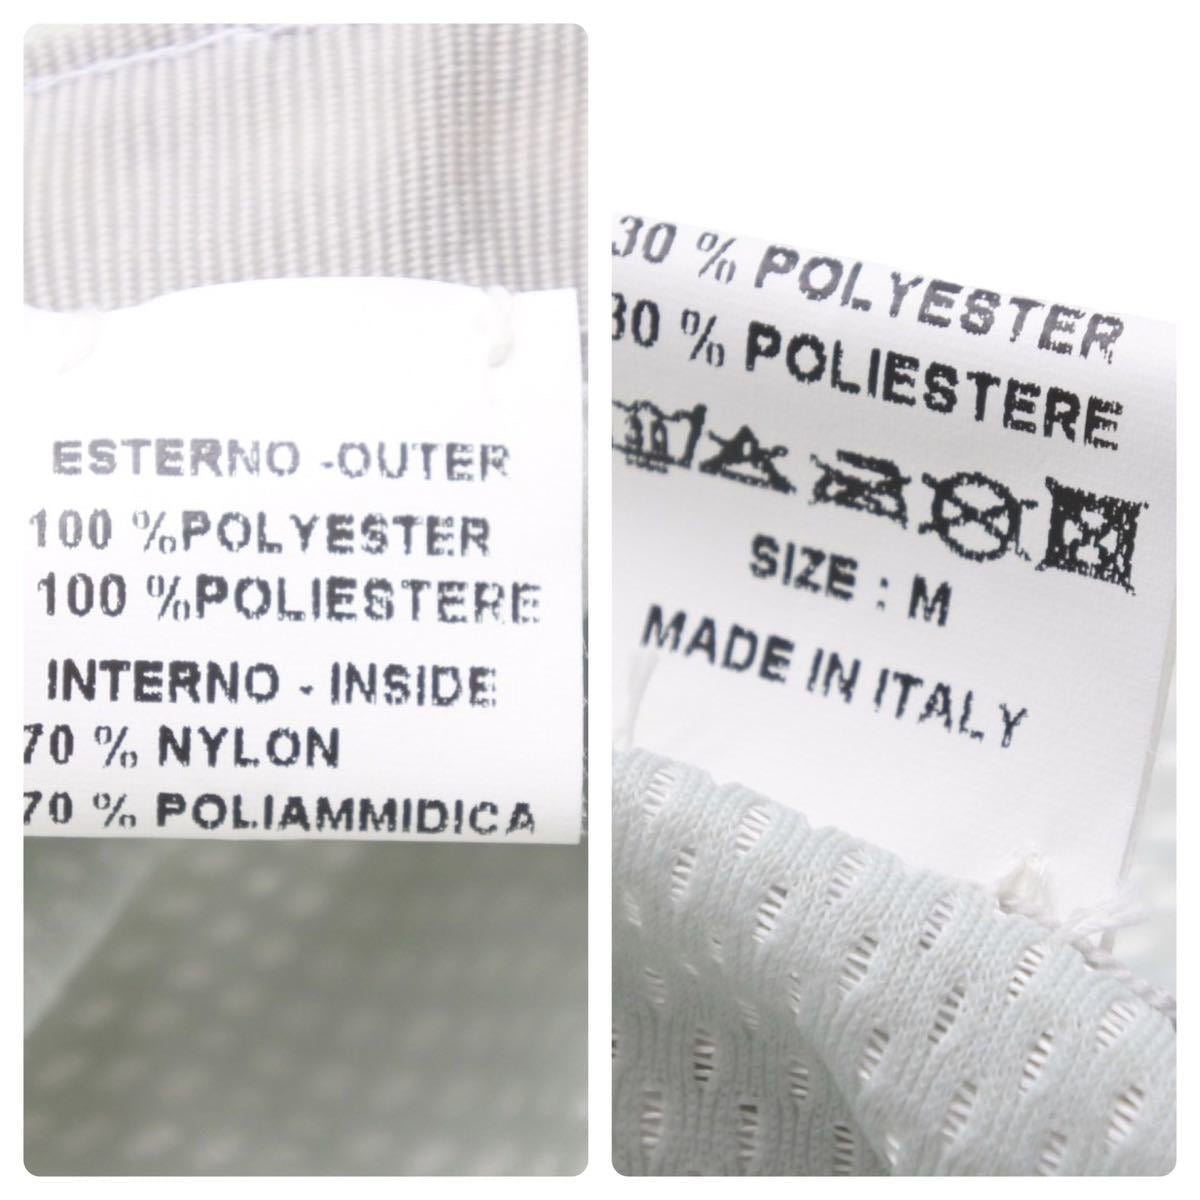 ESTERNO -OUTER
100 %POLYESTER
100 %POLIESTERE
INTERNO - INSIDE
70 % NYLON
70 % POLIAMMIDICA
30 % POLYESTER
30 % POLIESTERE
30
SIZE : M
MADE IN ITALY